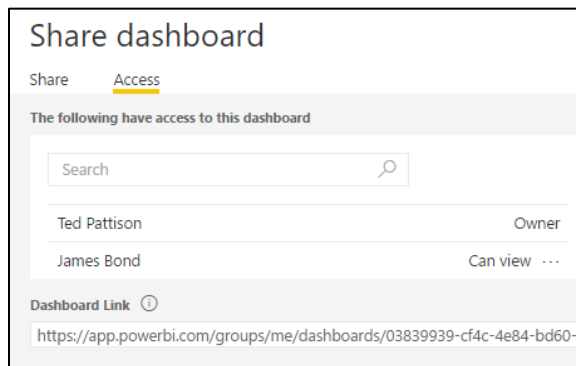 Share dashboard
Share Access
The following have access to this dashboard
Search
Ted Pattison Owner
James Bond Can view ...
Dashboard Link
https://app.powerbi.com/groups/me/dashboards/03839939-cf4c-4e84-bd60-